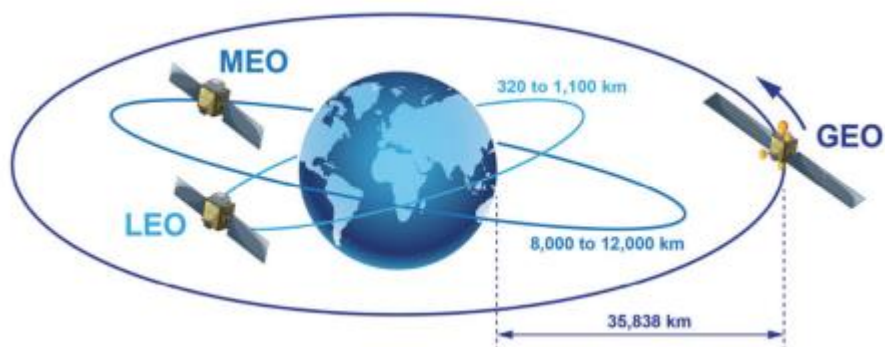 MEO
320 to 1,100 km
GEO
LEO
8,000 to 12,000 km
35,838 km